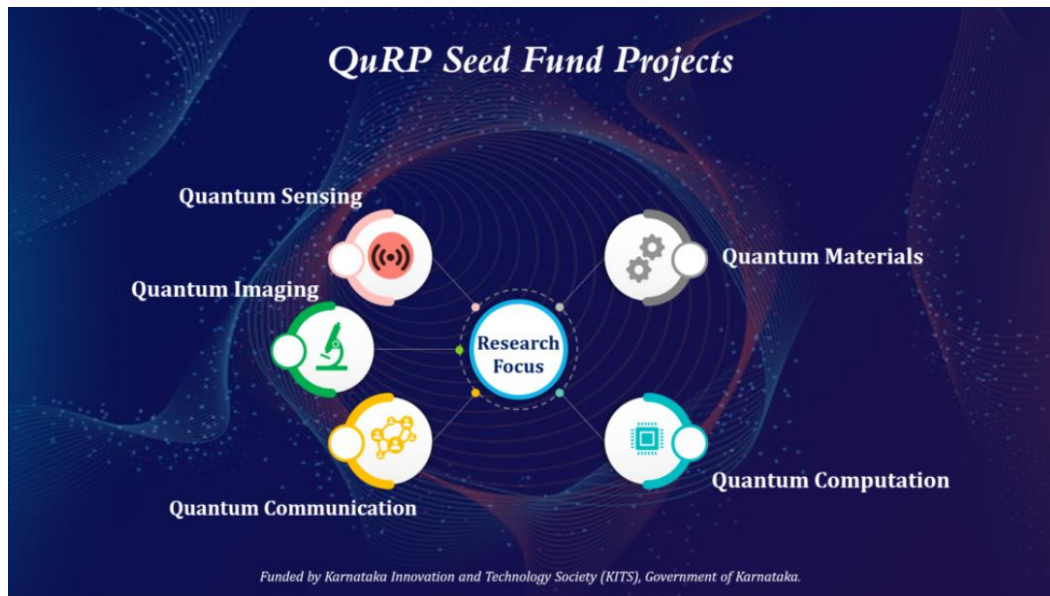 QuRP Seed Fund Projects
Quantum Sensing
Quantum Materials
Quantum Imaging
Research
Focus
Quantum Communication
Quantum Computation
Funded by Karnataka Innovation and Technology Society (KITS), Government of Karnataka.